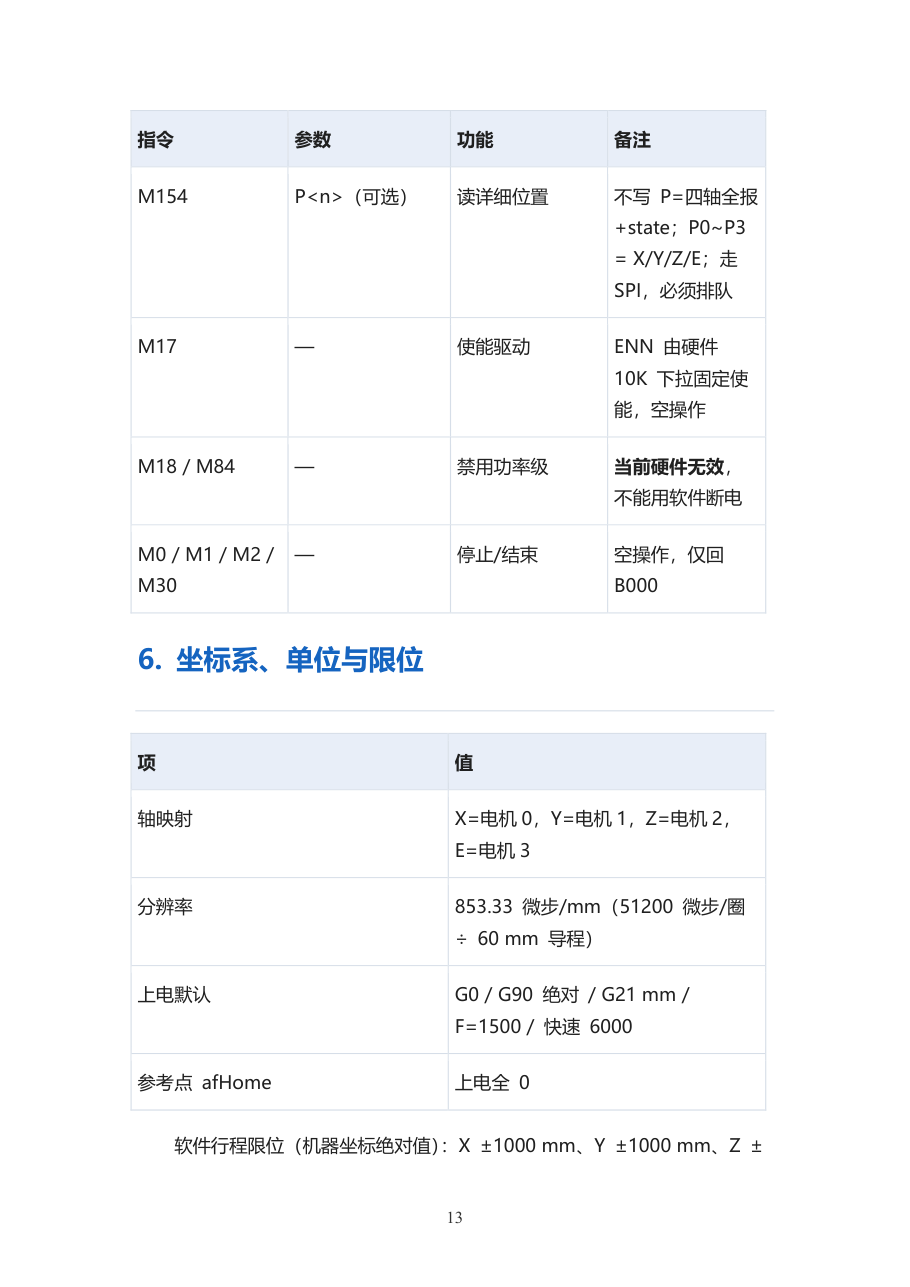 指令 参数 功能 备注
M154 P<n>（可选） 读详细位置 不写 P=四轴全报
+state；P0~P3
= X/Y/Z/E；走
SPI，必须排队
M17 — 使能驱动 ENN 由硬件
10K 下拉固定使
能，空操作
M18 / M84 — 禁用功率级 当前硬件无效，
不能用软件断电
M0 / M1 / M2 / — 停止/结束 空操作，仅回
M30 B000
6. 坐标系、单位与限位
项 值
轴映射 X=电机 0，Y=电机 1，Z=电机 2，
E=电机 3
分辨率 853.33 微步/mm（51200 微步/圈
÷ 60 mm 导程）
上电默认 G0 / G90 绝对 / G21 mm /
F=1500 / 快速 6000
参考点 afHome 上电全 0
软件行程限位（机器坐标绝对值）：X ±1000 mm、Y ±1000 mm、Z ±
13